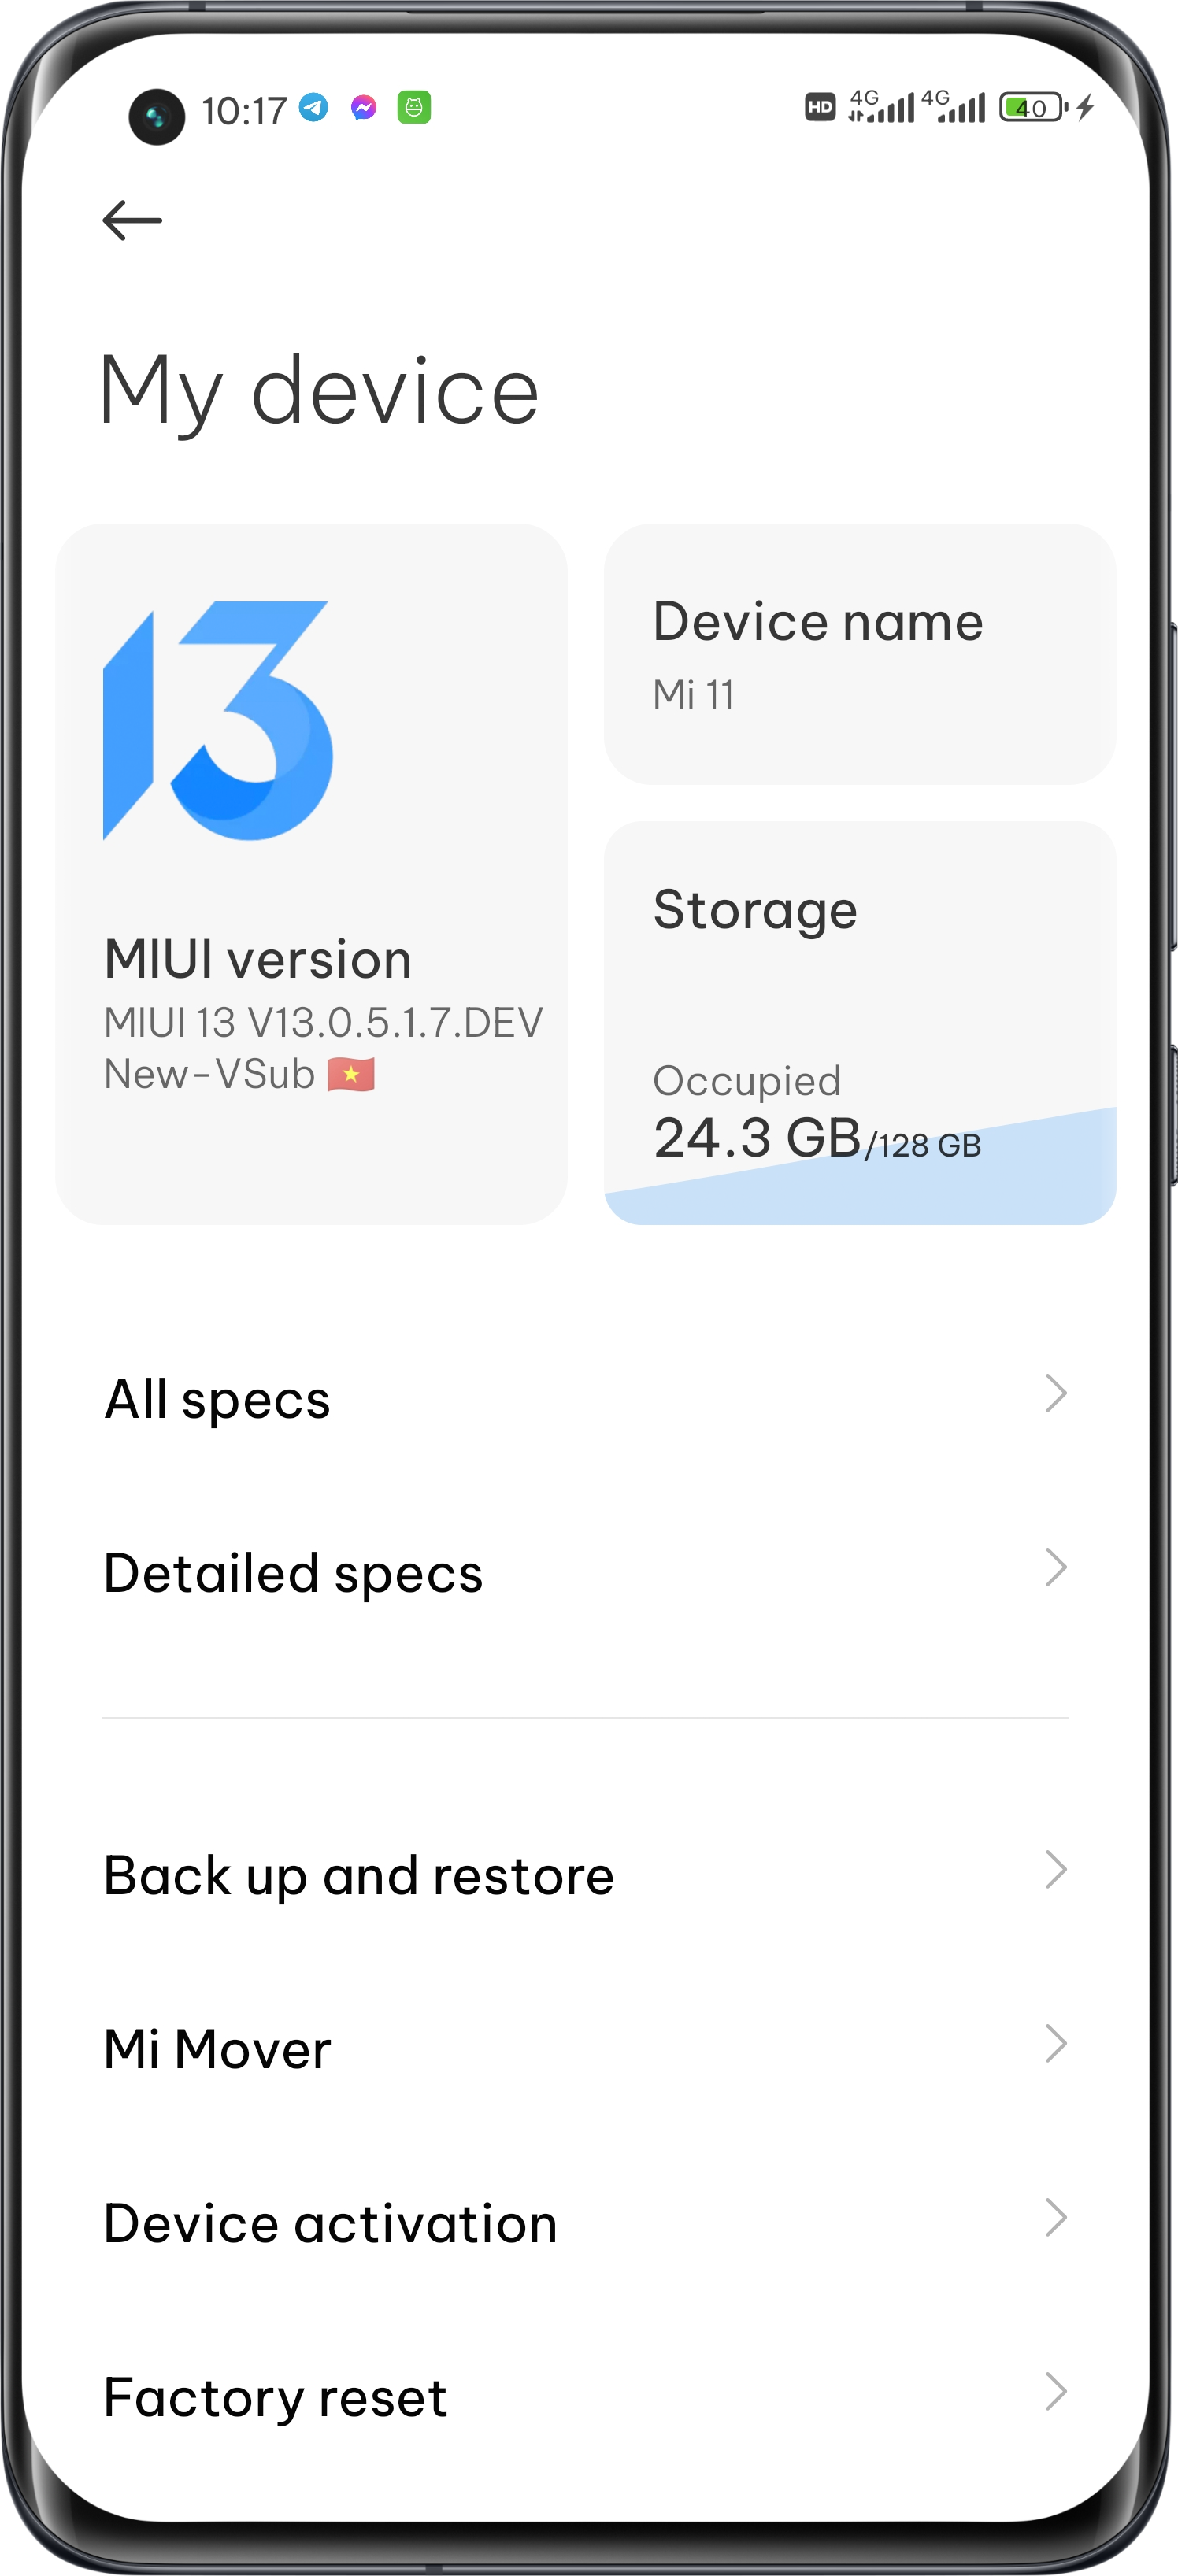 10:17 HD 4G 4G 40
My device
13
MIUI version
MIUI 13 V13.0.5.1.7.DEV
New-VSub 🇻🇳
Device name
Mi 11
Storage
Occupied
24.3 GB/128 GB
All specs
Detailed specs
Back up and restore
Mi Mover
Device activation
Factory reset